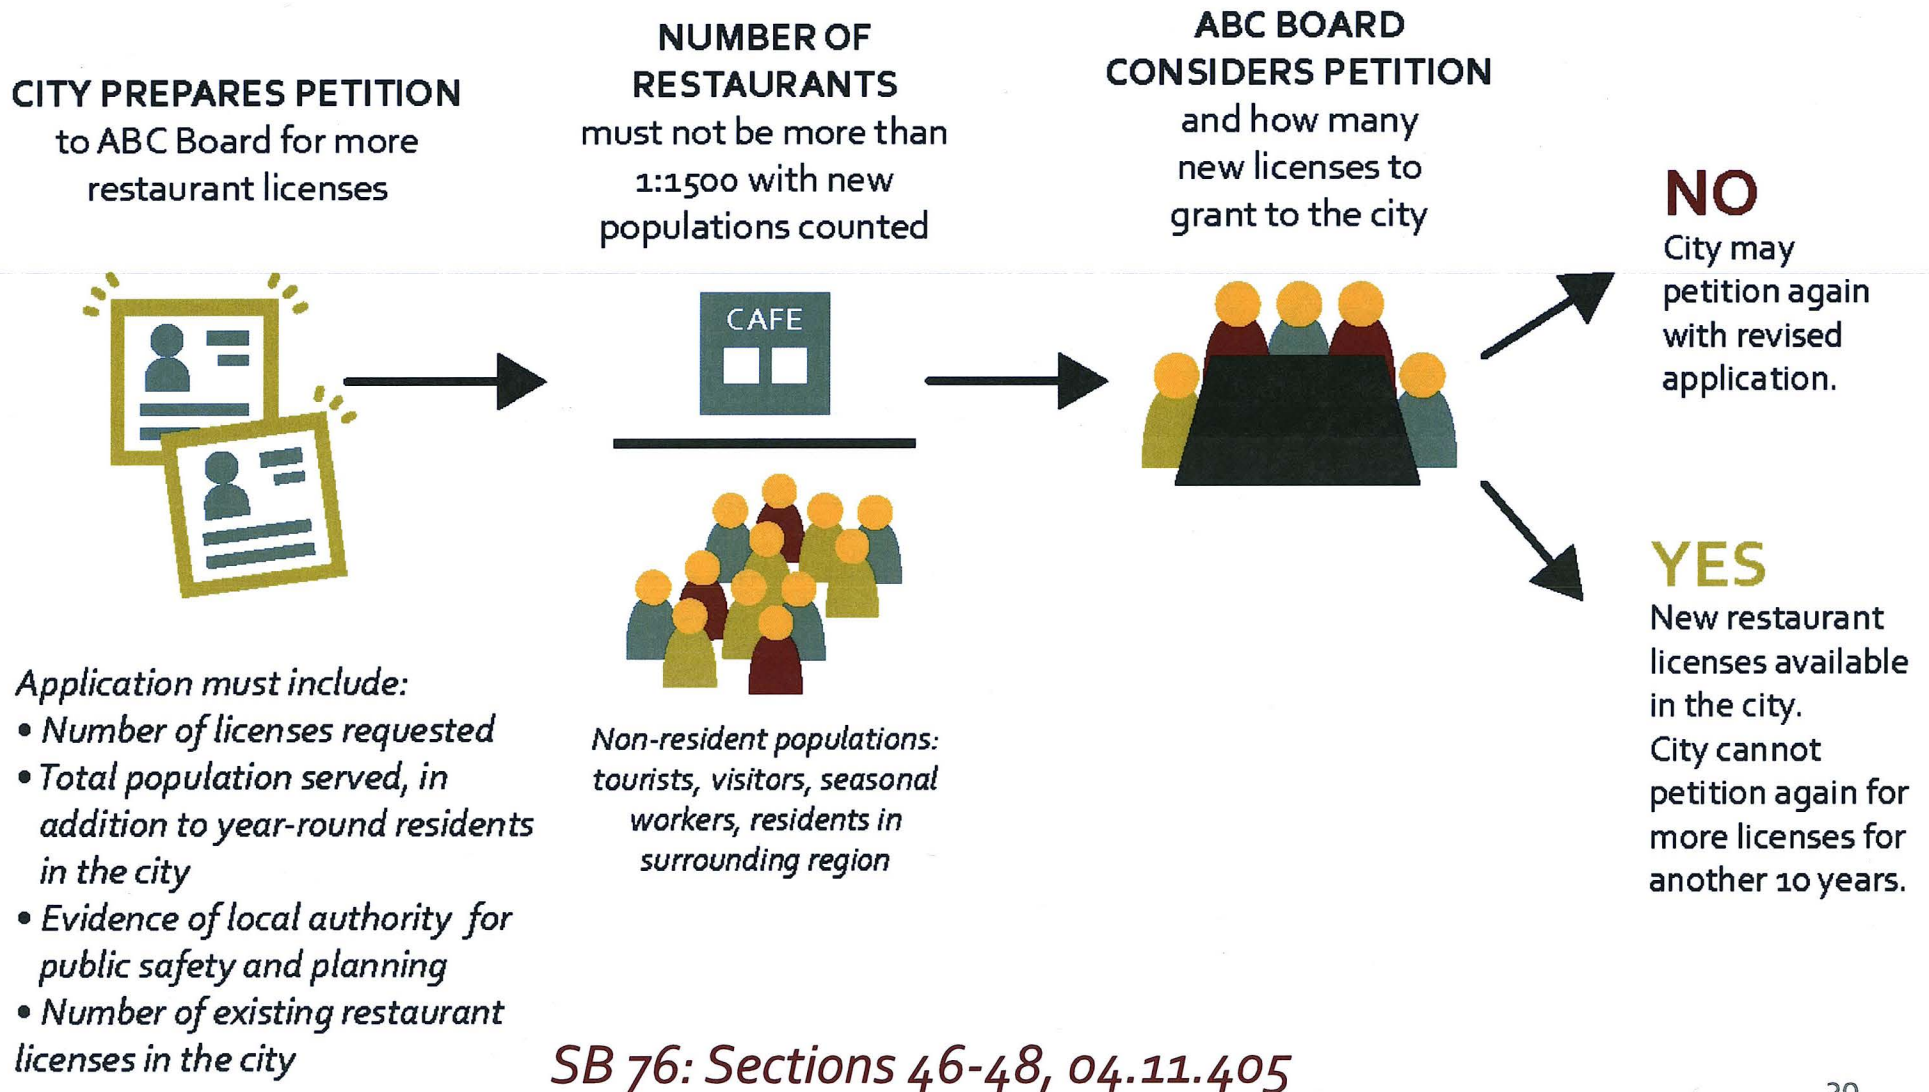 CITY PREPARES PETITION
to ABC Board for more
restaurant licenses
Application must include:
• Number of licenses requested
• Total population served, in
addition to year-round residents
in the city
• Evidence of local authority for
public safety and planning
• Number of existing restaurant
licenses in the city
NUMBER OF
RESTAURANTS
must not be more than
1:1500 with new
populations counted
CAFE
Non-resident populations:
tourists, visitors, seasonal
workers, residents in
surrounding region
ABC BOARD
CONSIDERS PETITION
and how many
new licenses to
grant to the city
NO
City may
petition again
with revised
application.
YES
New restaurant
licenses available
in the city.
City cannot
petition again for
more licenses for
another 10 years.
SB 76: Sections 46-48, 04.11.405